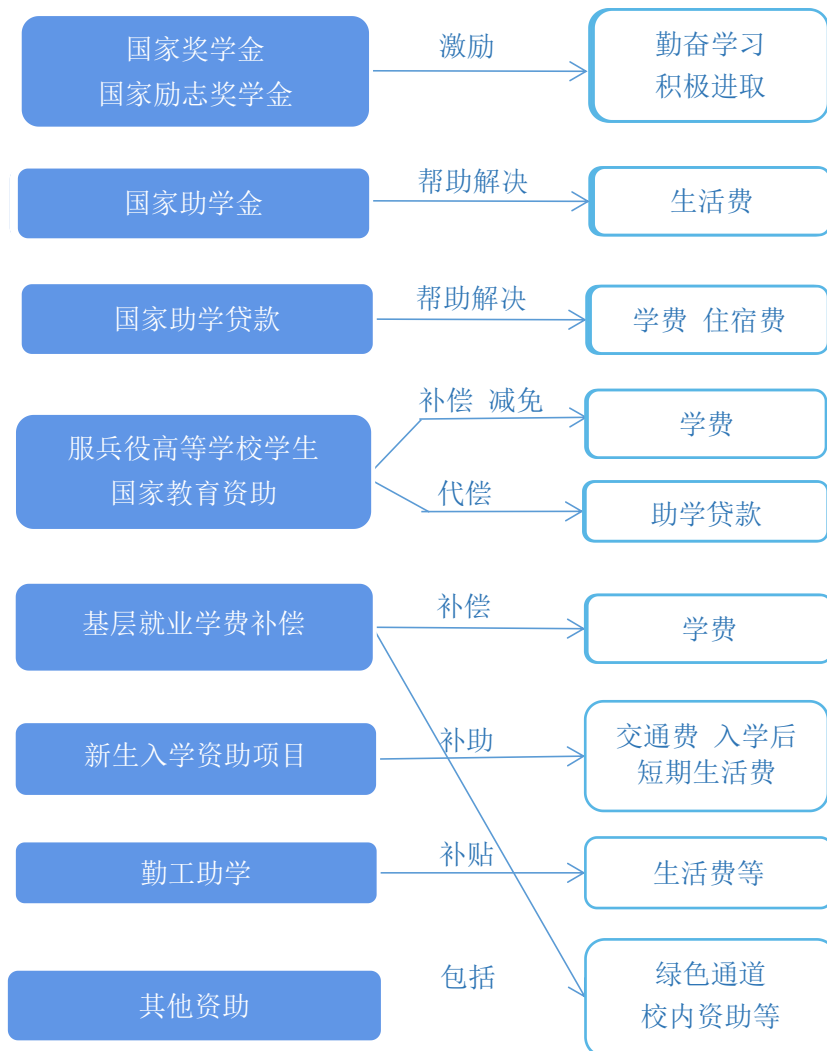 国家奖学金
国家励志奖学金
激励
勤奋学习
积极进取
国家助学金
帮助解决
生活费
国家助学贷款
帮助解决
学费 住宿费
服兵役高等学校学生
国家教育资助
补偿 减免
学费
代偿
助学贷款
基层就业学费补偿
补偿
学费
新生入学资助项目
补助
交通费 入学后
短期生活费
勤工助学
补贴
生活费等
其他资助
包括
绿色通道
校内资助等